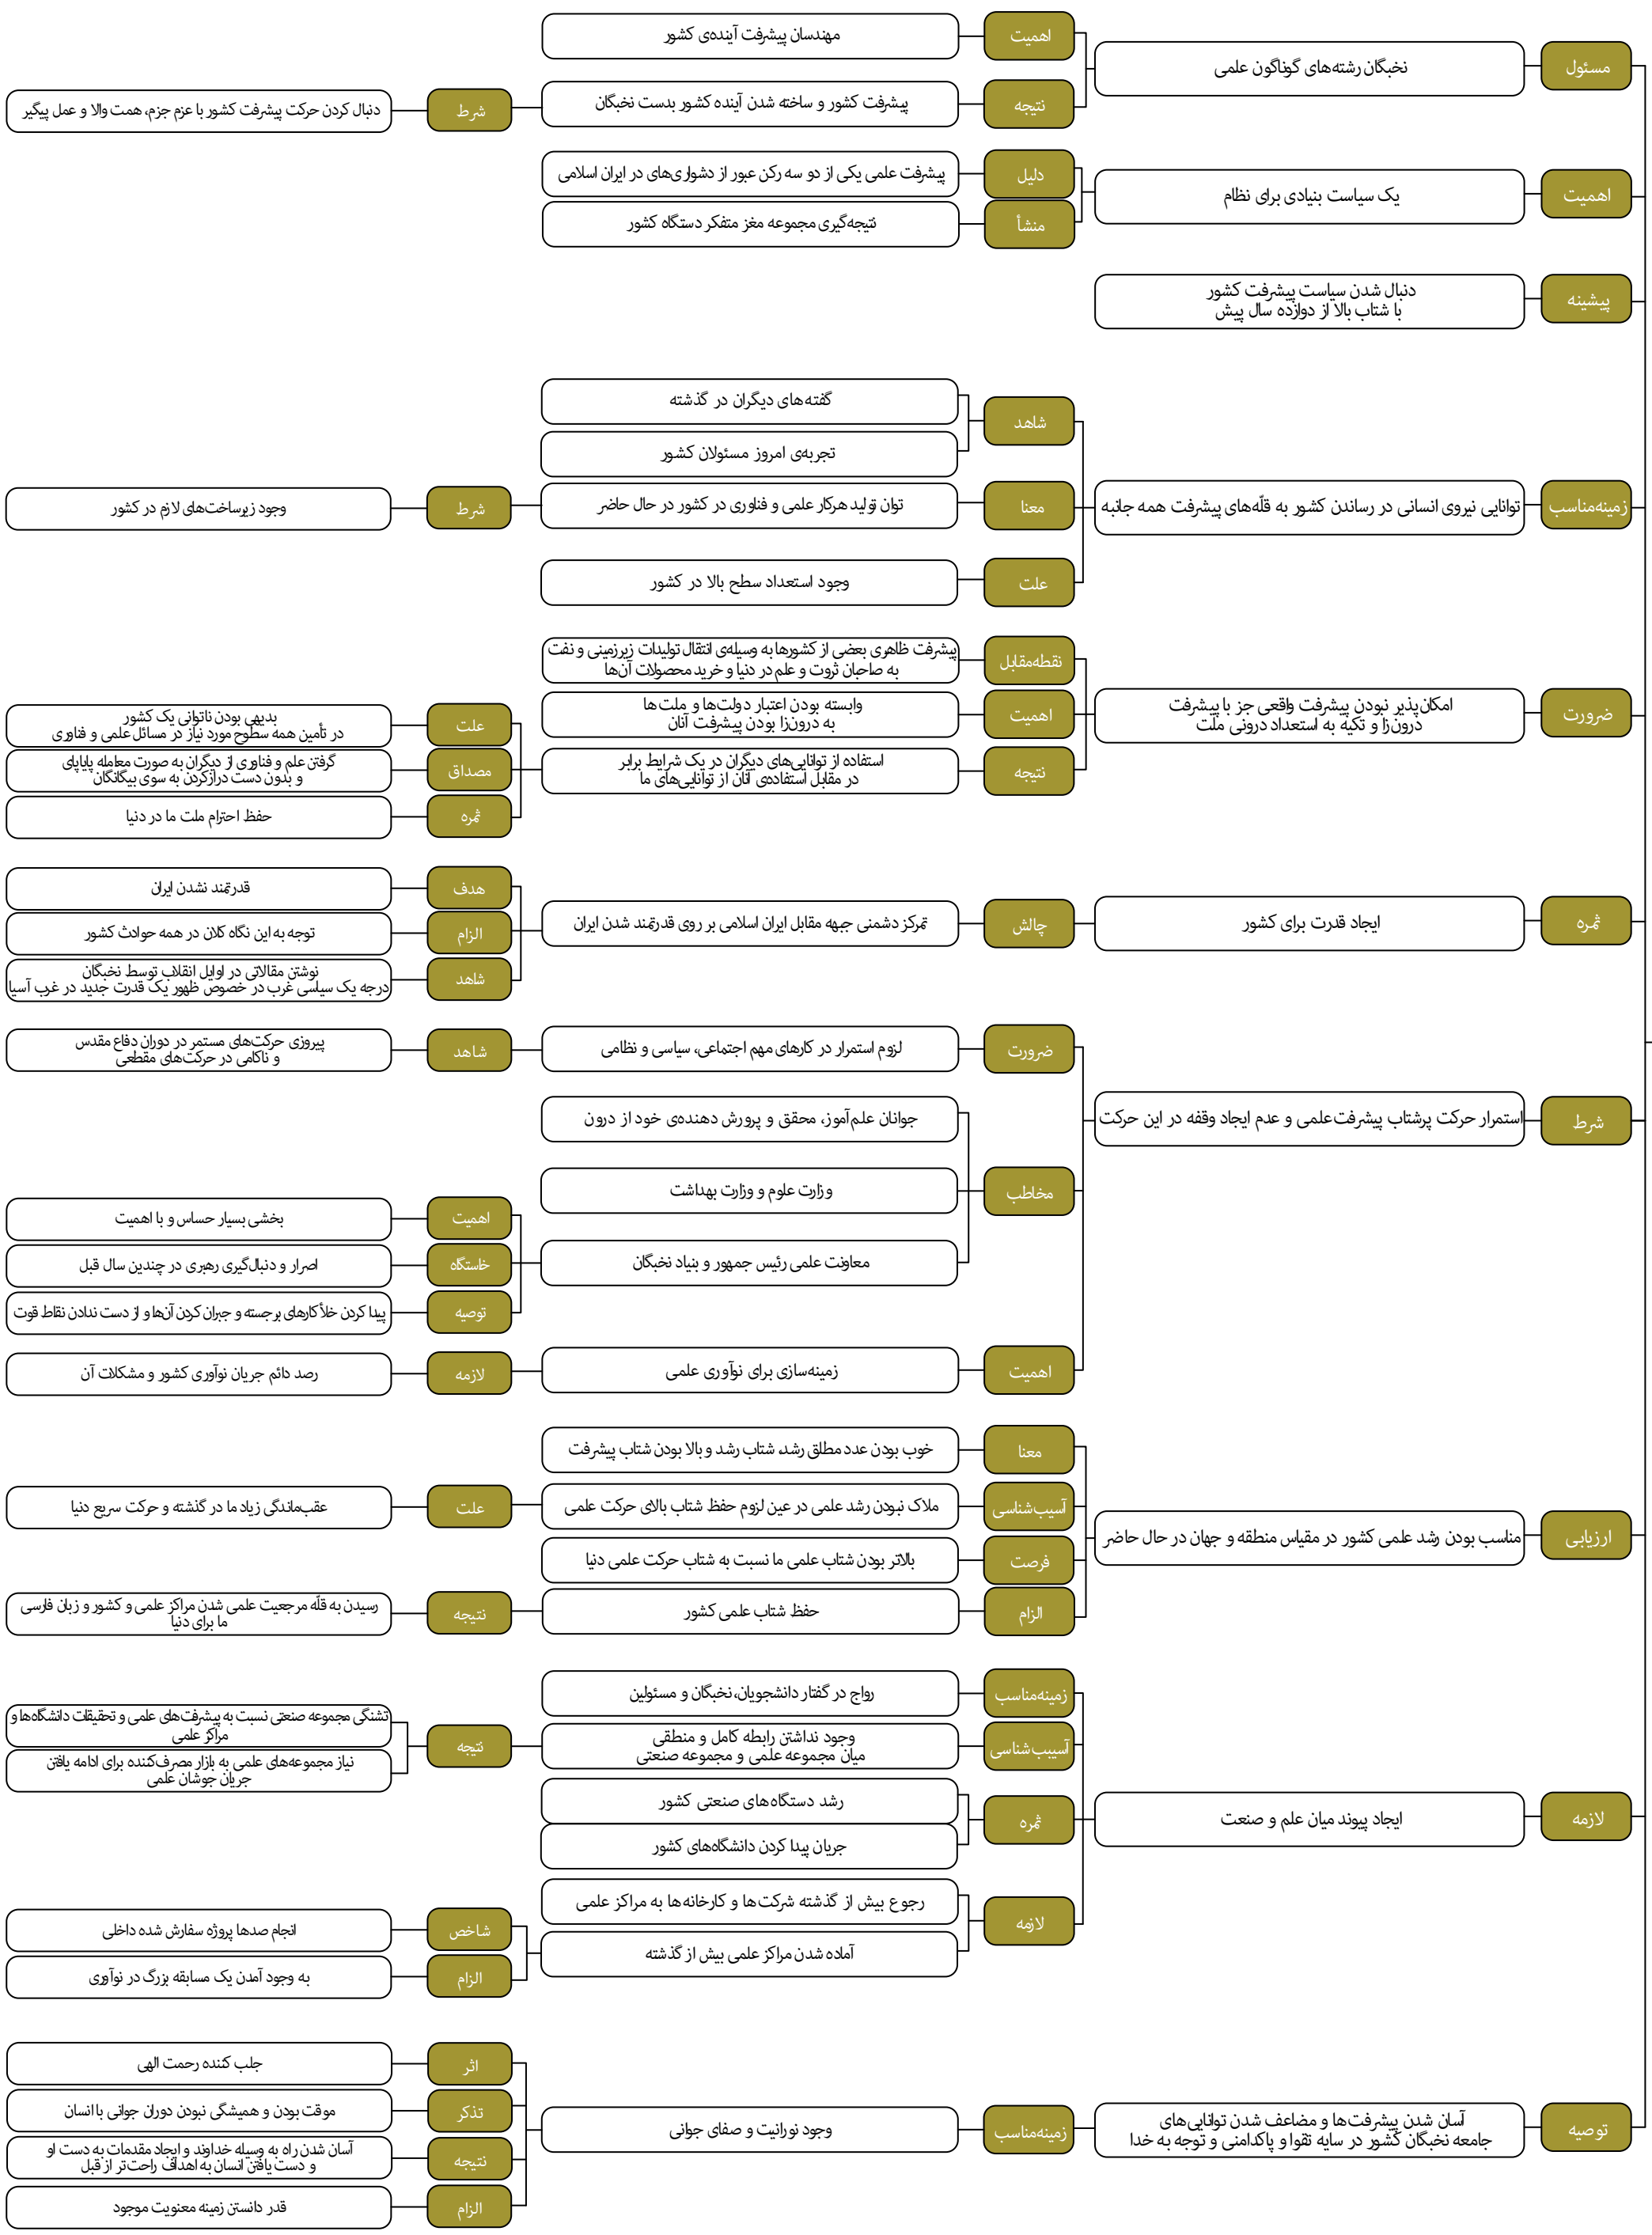 مسئول
نخبگان رشته‌های گوناگون علمی
اهمیت
مهندسان پیشرفت آینده‌ی کشور
نتیجه
پیشرفت کشور و ساخته شدن آینده کشور بدست نخبگان
شرط
دنبال کردن حرکت پیشرفت کشور با عزم جزم، همت والا و عمل پیگیر
اهمیت
یک سیاست بنیادی برای نظام
دلیل
پیشرفت علمی یکی از دو سه رکن عبور از دشواری‌های در ایران اسلامی
منشأ
نتیجه‌گیری مجموعه مغز متفکر دستگاه کشور
پیشینه
دنبال شدن سیاست پیشرفت کشور
با شتاب بالا از دوازده سال پیش
زمینه‌مناسب
توانایی نیروی انسانی در رساندن کشور به قلّه‌های پیشرفت همه جانبه
شاهد
گفته‌های دیگران در گذشته
تجربه‌ی امروز مسئولان کشور
معنا
توان تولید هرکار علمی و فناوری در کشور در حال حاضر
شرط
وجود زیرساخت‌های لازم در کشور
علت
وجود استعداد سطح بالا در کشور
ضرورت
امکان‌پذیر نبودن پیشرفت واقعی جز با پیشرفت
درون‌زا و تکیه به استعداد درونی ملت
نقطه‌مقابل
پیشرفت ظاهری بعضی از کشورها به وسیله‌ی انتقال تولیدات زیرزمینی و نفت
به صاحبان ثروت و علم در دنیا و خرید محصولات آن‌ها
اهمیت
وابسته بودن اعتبار دولت‌ها و ملت‌ها
به درون‌زا بودن پیشرفت آنان
نتیجه
استفاده از توانایی‌های دیگران در یک شرایط برابر
در مقابل استفاده‌ی آنان از توانایی‌های ما
علت
بدیهی بودن ناتوانی یک کشور
در تأمین همه سطوح مورد نیاز در مسائل علمی و فناوری
مصداق
گرفتن علم و فناوری از دیگران به صورت معامله پایاپای
و بدون دست درازکردن به سوی بیگانگان
ثمره
حفظ احترام ملت ما در دنیا
ثمره
ایجاد قدرت برای کشور
چالش
تمرکز دشمنی جبهه مقابل ایران اسلامی بر روی قدرتمند شدن ایران
هدف
قدرتمند نشدن ایران
الزام
توجه به این نگاه کلان در همه حوادث کشور
شاهد
نوشتن مقالاتی در اوایل انقلاب توسط نخبگان
درجه یک سیاسی غرب در خصوص ظهور یک قدرت جدید در غرب آسیا
شرط
استمرار حرکت پرشتاب پیشرفت علمی و عدم ایجاد وقفه در این حرکت
ضرورت
لزوم استمرار در کارهای مهم اجتماعی، سیاسی و نظامی
شاهد
پیروزی حرکت‌های مستمر در دوران دفاع مقدس
و ناکامی در حرکت‌های مقطعی
مخاطب
جوانان علم‌آموز، محقق و پرورش دهنده‌ی خود از درون
وزارت علوم و وزارت بهداشت
معاونت علمی رئیس جمهور و بنیاد نخبگان
اهمیت
بخشی بسیار حساس و با اهمیت
خاستگاه
اصرار و دنبال‌گیری رهبری در چندین سال قبل
توصیه
پیدا کردن خلأ کارهای برجسته و جبران کردن آن‌ها و از دست ندادن نقاط قوت
اهمیت
زمینه‌سازی برای نوآوری علمی
لازمه
رصد دائم جریان نوآوری کشور و مشکلات آن
ارزیابی
مناسب بودن رشد علمی کشور در مقیاس منطقه و جهان در حال حاضر
معنا
خوب بودن عدد مطلق رشد، شتاب رشد و بالا بودن شتاب پیشرفت
آسیب‌شناسی
ملاک نبودن رشد علمی در عین لزوم حفظ شتاب بالای حرکت علمی
علت
عقب‌ماندگی زیاد ما در گذشته و حرکت سریع دنیا
فرصت
بالاتر بودن شتاب علمی ما نسبت به شتاب حرکت علمی دنیا
الزام
حفظ شتاب علمی کشور
نتیجه
رسیدن به قلّه مرجعیت علمی شدن مراکز علمی و کشور و زبان فارسی
ما برای دنیا
لازمه
ایجاد پیوند میان علم و صنعت
زمینه‌مناسب
رواج در گفتار دانشجویان،نخبگان و مسئولین
آسیب‌شناسی
وجود نداشتن رابطه کامل و منطقی
میان مجموعه علمی و مجموعه صنعتی
نتیجه
تشنگی مجموعه صنعتی نسبت به پیشرفت‌های علمی و تحقیقات دانشگاه‌ها و
مراکز علمی
نیاز مجموعه‌های علمی به بازار مصرف‌کننده برای ادامه یافتن
جریان جوشان علمی
ثمره
رشد دستگاه‌های صنعتی کشور
جریان پیدا کردن دانشگاه‌های کشور
لازمه
رجوع بیش از گذشته شرکت‌ها و کارخانه‌ها به مراکز علمی
آماده شدن مراکز علمی بیش از گذشته
شاخص
انجام صدها پروژه سفارش شده داخلی
الزام
به وجود آمدن یک مسابقه بزرگ در نوآوری
توصیه
آسان شدن پیشرفت‌ها و مضاعف شدن توانایی‌های
جامعه نخبگان کشور در سایه تقوا و پاکدامنی و توجه به خدا
زمینه‌مناسب
وجود نورانیت و صفای جوانی
اثر
جلب کننده رحمت الهی
تذکر
موقت بودن و همیشگی نبودن دوران جوانی با انسان
نتیجه
آسان شدن راه به وسیله خداوند و ایجاد مقدمات به دست او
و دست یافتن انسان به اهداف راحت‌تر از قبل
الزام
قدر دانستن زمینه معنویت موجود